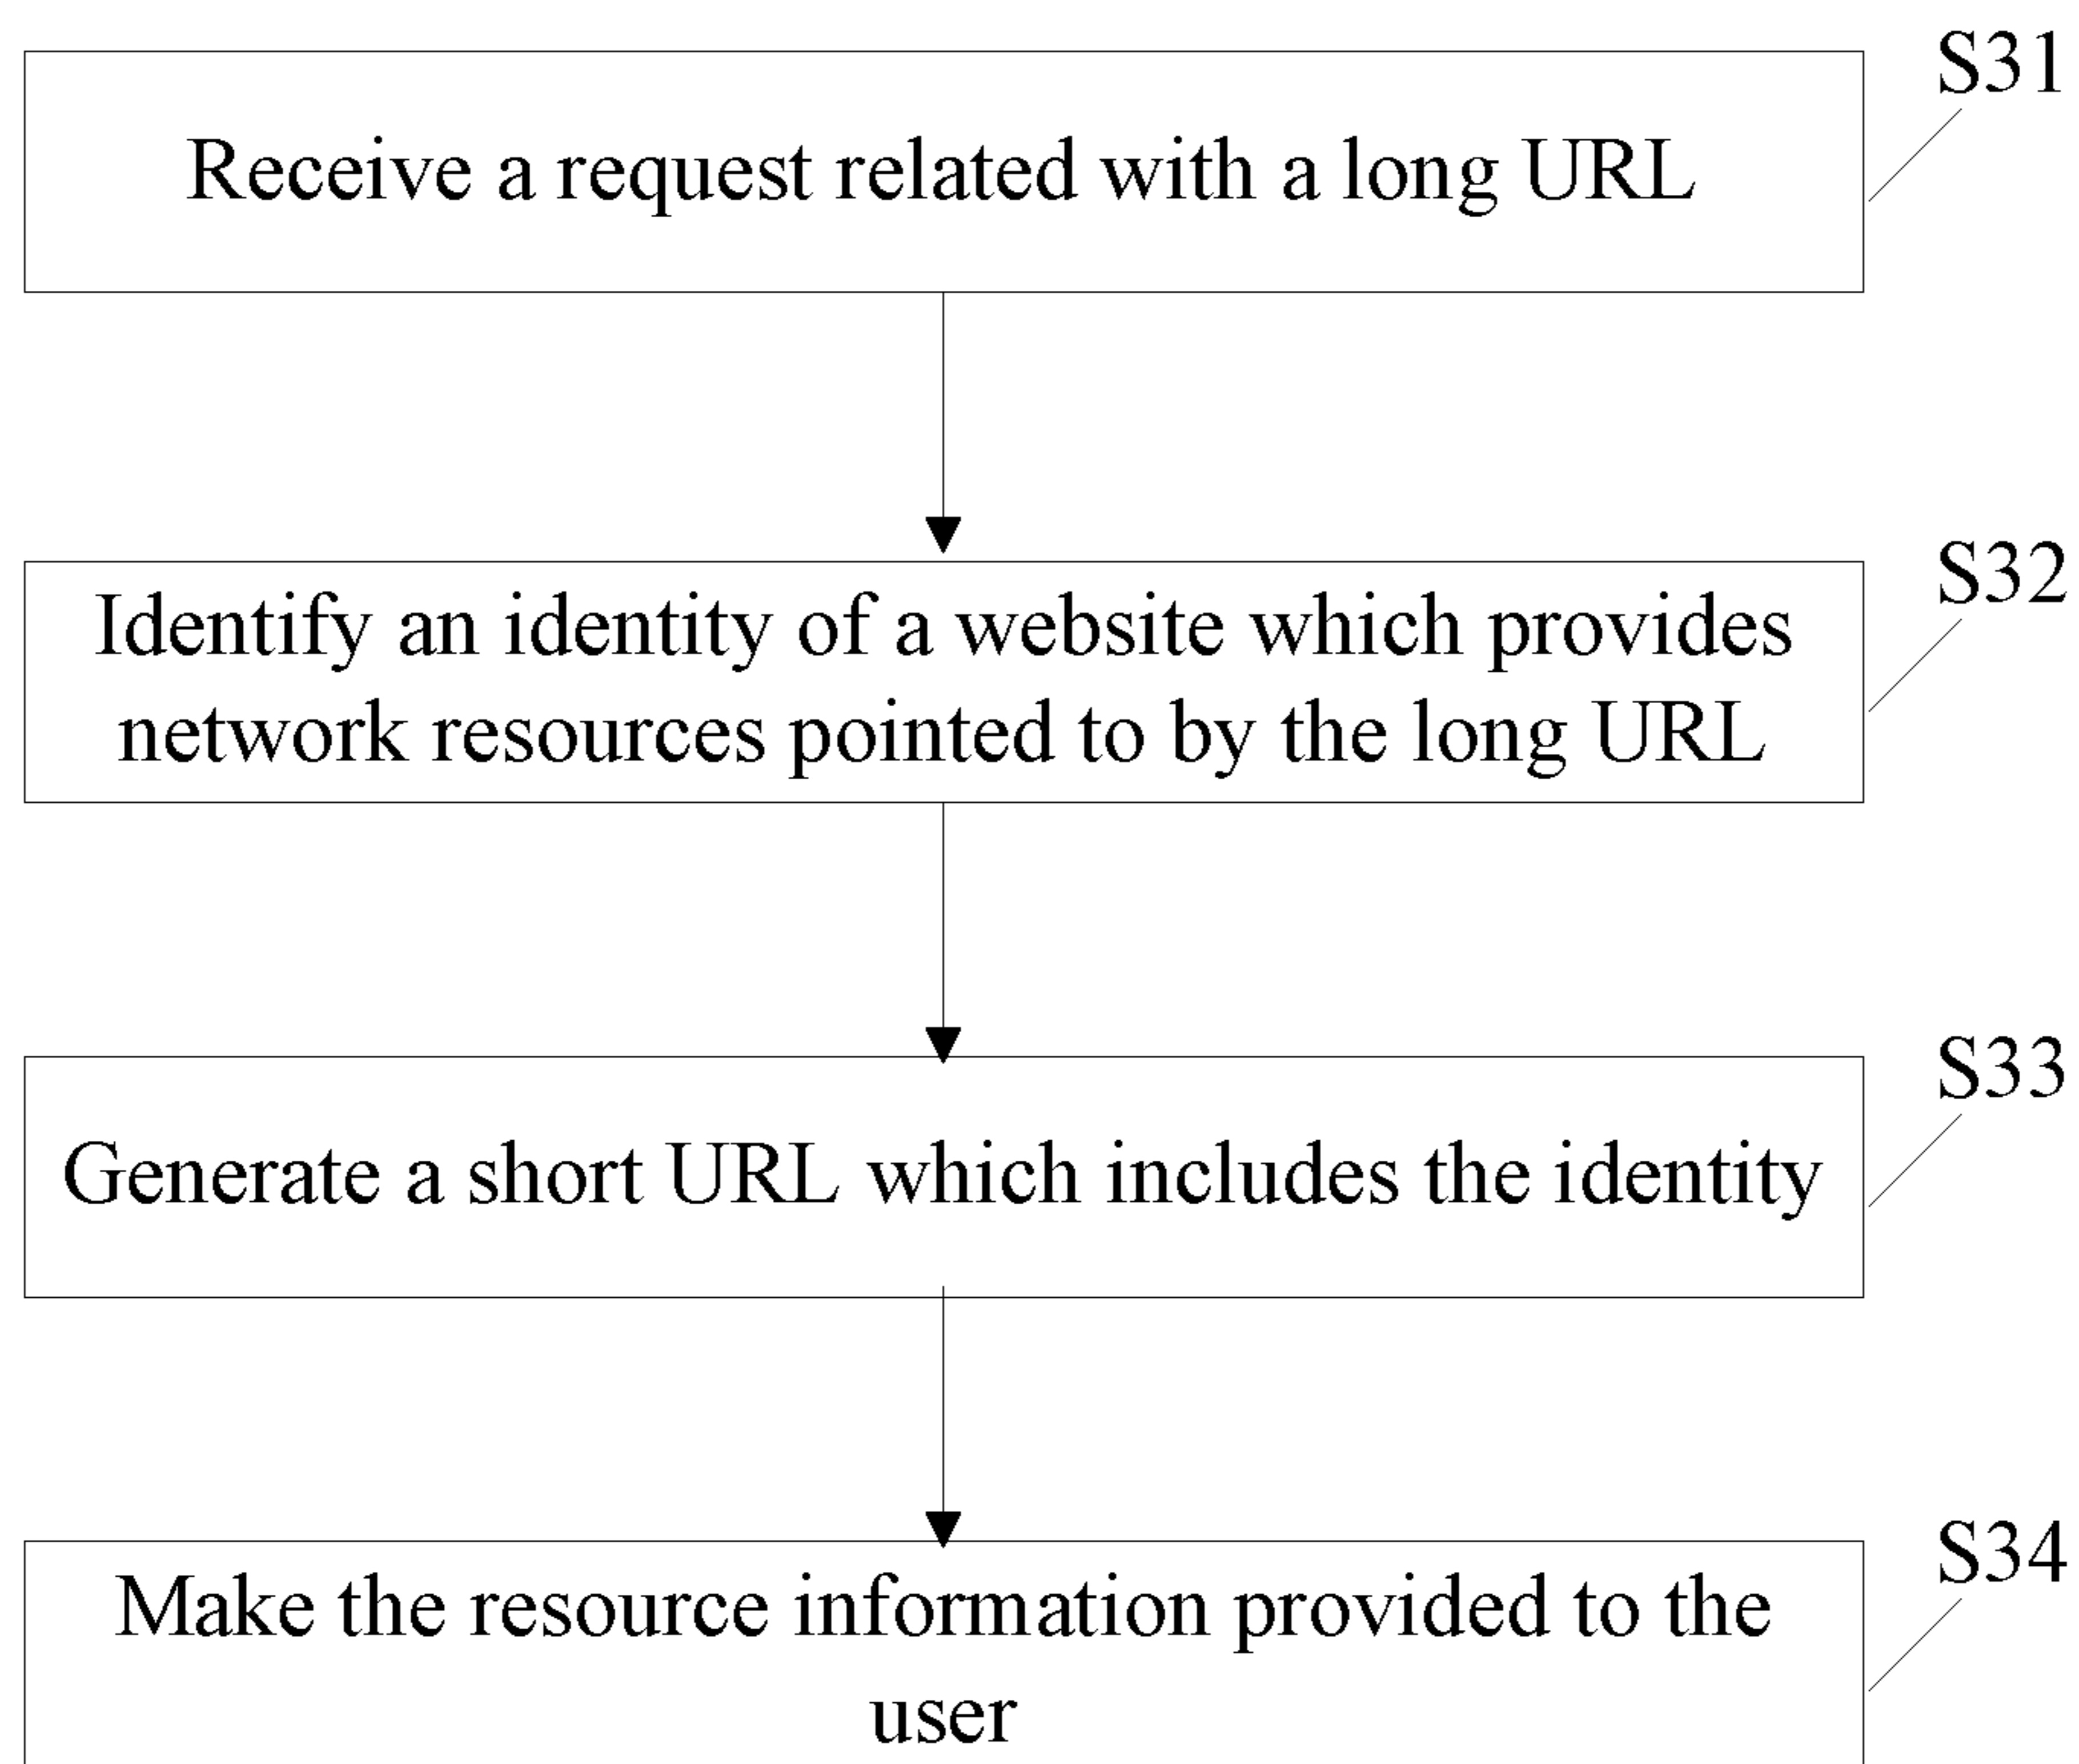 S31
Receive a request related with a long URL
S32
Identify an identity of a website which provides
network resources pointed to by the long URL
S33
Generate a short URL which includes the identity
S34
Make the resource information provided to the
user